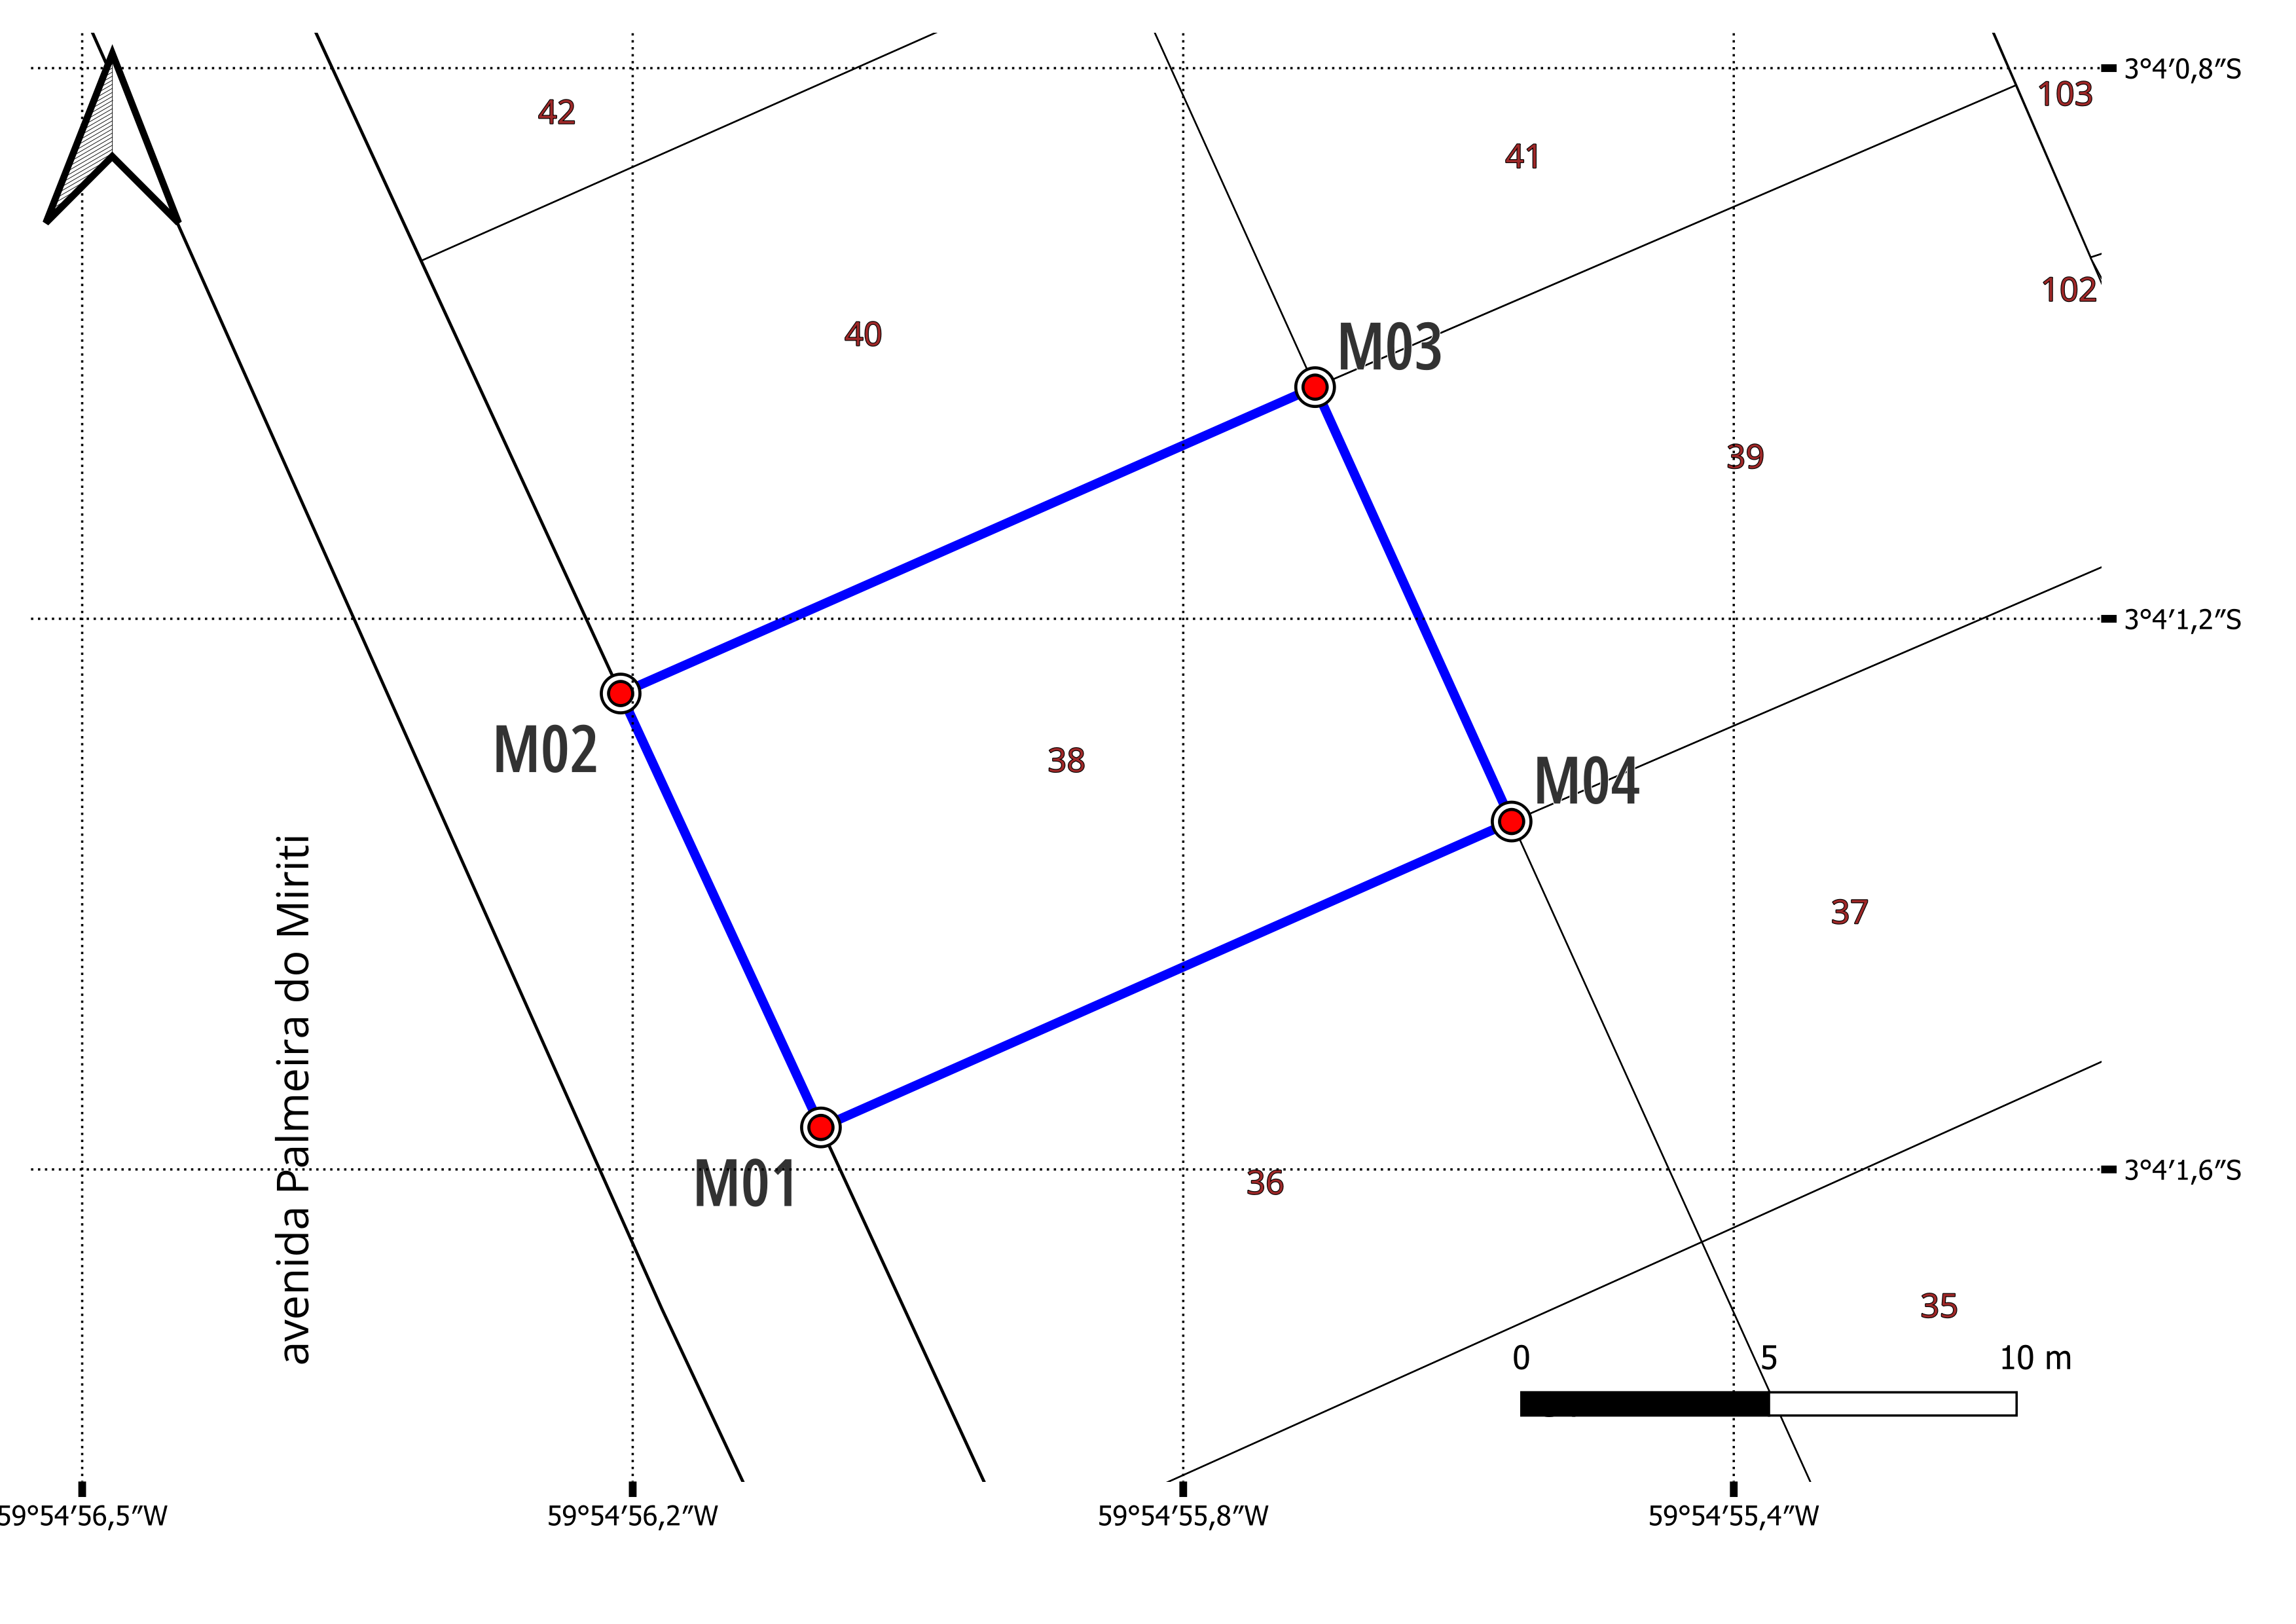 3°4′0,8″S
103
42
41
102
40
M03
39
3°4′1,2″S
M02
38
M04
avenida Palmeira do Miriti
37
M01
36
3°4′1,6″S
35
0 5 10 m
59°54′56,5″W 59°54′56,2″W 59°54′55,8″W 59°54′55,4″W